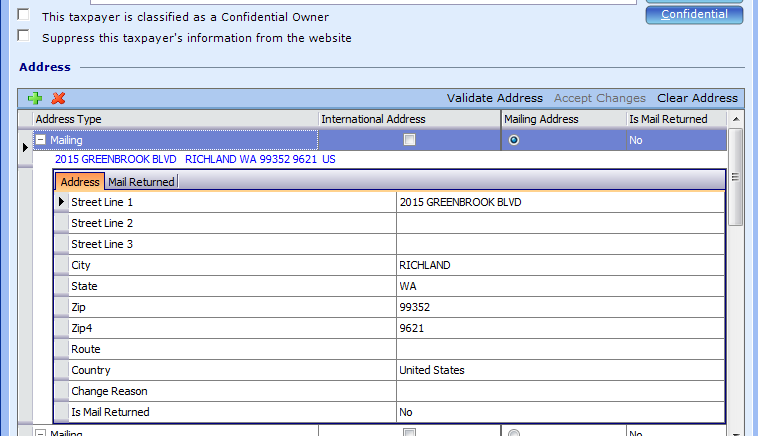 This taxpayer is classified as a Confidential Owner
Confidential
Suppress this taxpayer's information from the website
Address
Validate Address Accept Changes Clear Address
Address Type International Address Mailing Address Is Mail Returned
Mailing No
2015 GREENBROOK BLVD RICHLAND WA 99352 9621 US
Address Mail Returned
Street Line 1 2015 GREENBROOK BLVD
Street Line 2
Street Line 3
City RICHLAND
State WA
Zip 99352
Zip4 9621
Route
Country United States
Change Reason
Is Mail Returned No
Mailing No